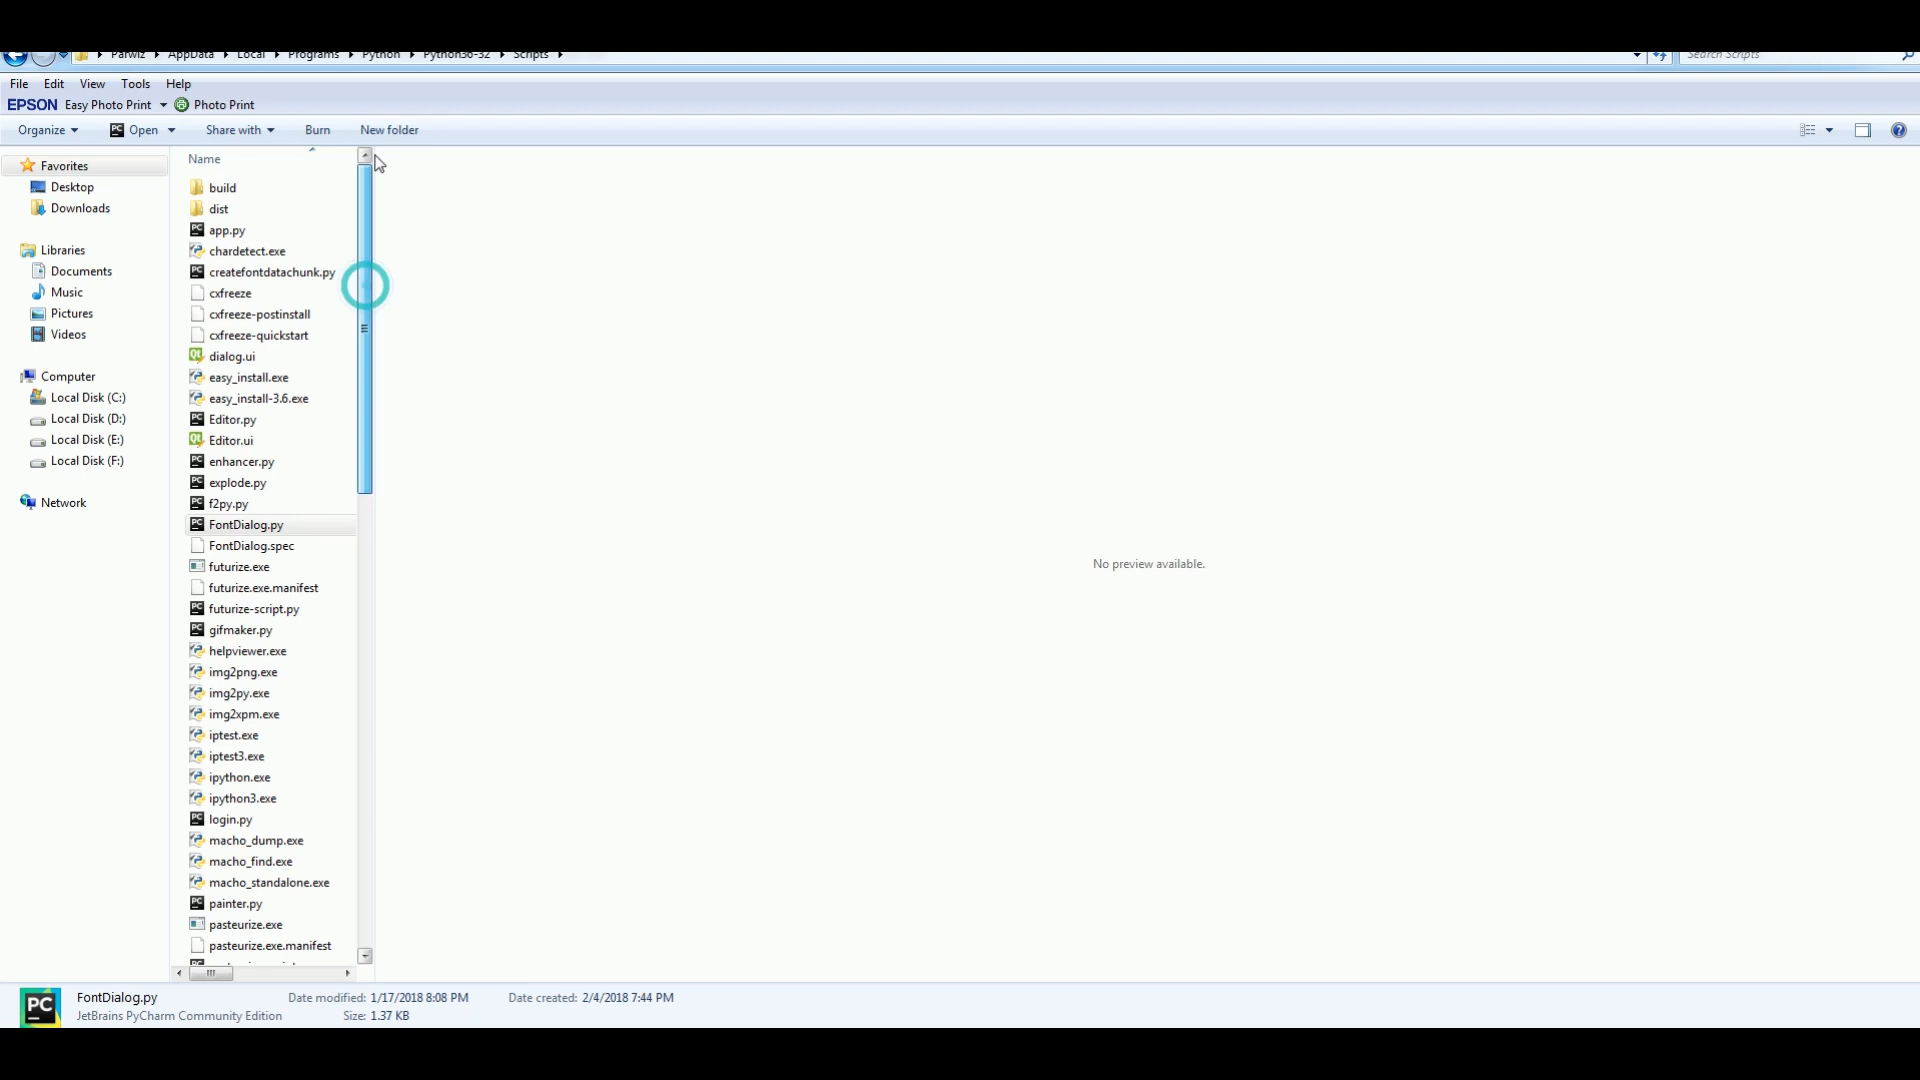 Parwiz AppData Local Programs Python Python36-32 Scripts Search Scripts
File Edit View Tools Help
EPSON Easy Photo Print Photo Print
Organize PC Open Share with Burn New folder
Favorites
Desktop
Downloads
Libraries
Documents
Music
Pictures
Videos
Computer
Local Disk (C:)
Local Disk (D:)
Local Disk (E:)
Local Disk (F:)
Network
Name
build
dist
app.py
chardetect.exe
createfontdatachunk.py
cxfreeze
cxfreeze-postinstall
cxfreeze-quickstart
dialog.ui
easy_install.exe
easy_install-3.6.exe
Editor.py
Editor.ui
enhancer.py
explode.py
f2py.py
FontDialog.py
FontDialog.spec
futurize.exe
futurize.exe.manifest
futurize-script.py
gifmaker.py
helpviewer.exe
img2png.exe
img2py.exe
img2xpm.exe
iptest.exe
iptest3.exe
ipython.exe
ipython3.exe
login.py
macho_dump.exe
macho_find.exe
macho_standalone.exe
painter.py
pasteurize.exe
pasteurize.exe.manifest
No preview available.
PC
FontDialog.py Date modified: 1/17/2018 8:08 PM Date created: 2/4/2018 7:44 PM
JetBrains PyCharm Community Edition Size: 1.37 KB